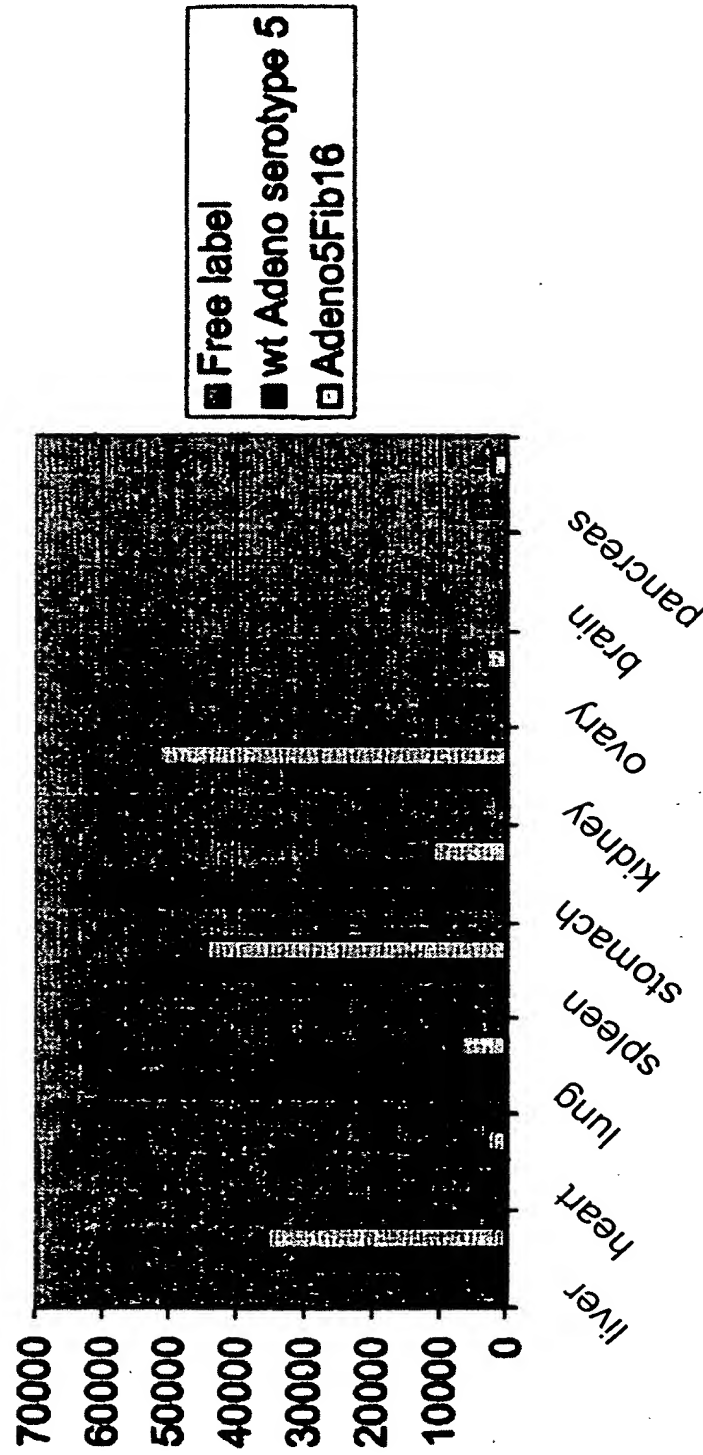 Free label
wt Adeno serotype 5
Adeno5Fib16
70000
60000
50000
40000
30000
20000
10000
0
liver
heart
lung
spleen
stomach
kidney
ovary
brain
pancreas